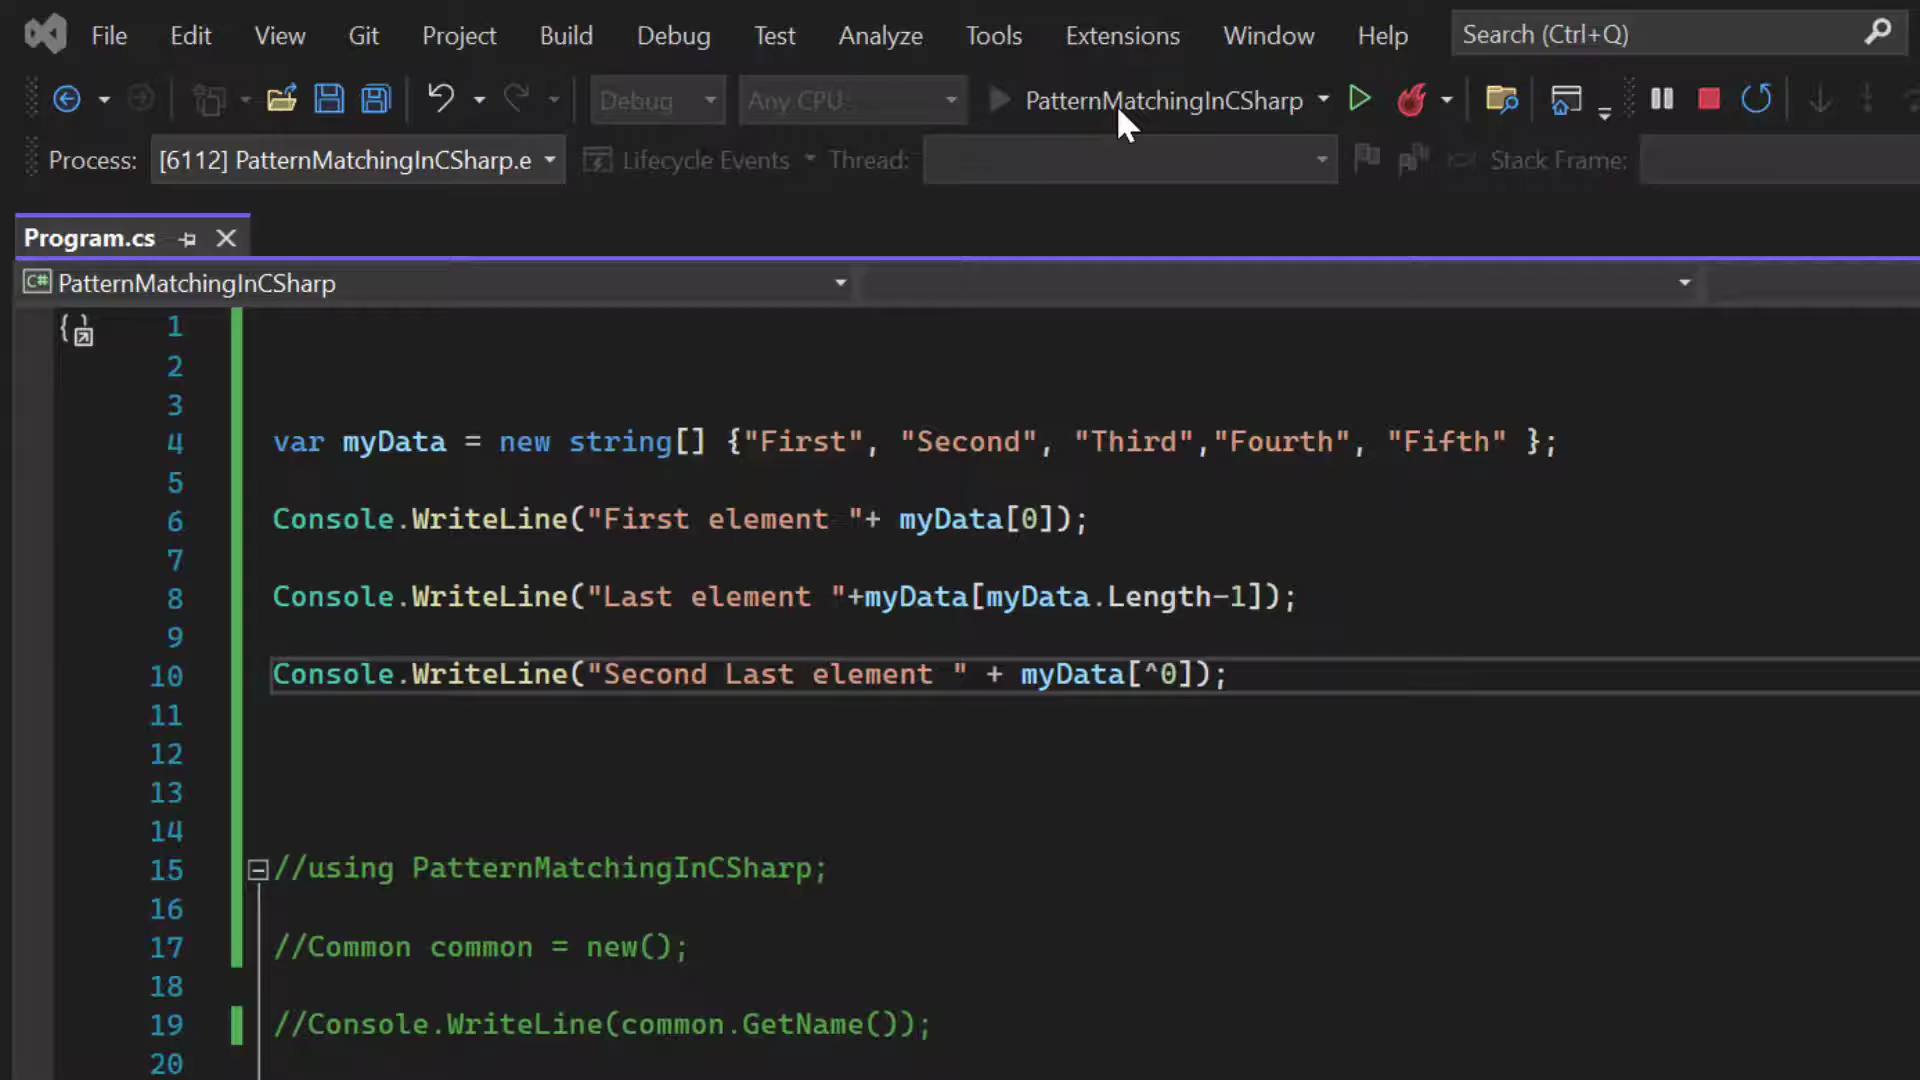 File Edit View Git Project Build Debug Test Analyze Tools Extensions Window Help Search (Ctrl+Q)
Debug Any CPU PatternMatchingInCSharp
Process: [6112] PatternMatchingInCSharp.e Lifecycle Events Thread: Stack Frame:
Program.cs
C# PatternMatchingInCSharp
1
2
3
4 var myData = new string[] {"First", "Second", "Third","Fourth", "Fifth" };
5
6 Console.WriteLine("First element "+ myData[0]);
7
8 Console.WriteLine("Last element "+myData[myData.Length-1]);
9
10 Console.WriteLine("Second Last element " + myData[^0]);
11
12
13
14
15 //using PatternMatchingInCSharp;
16
17 //Common common = new();
18
19 //Console.WriteLine(common.GetName());
20